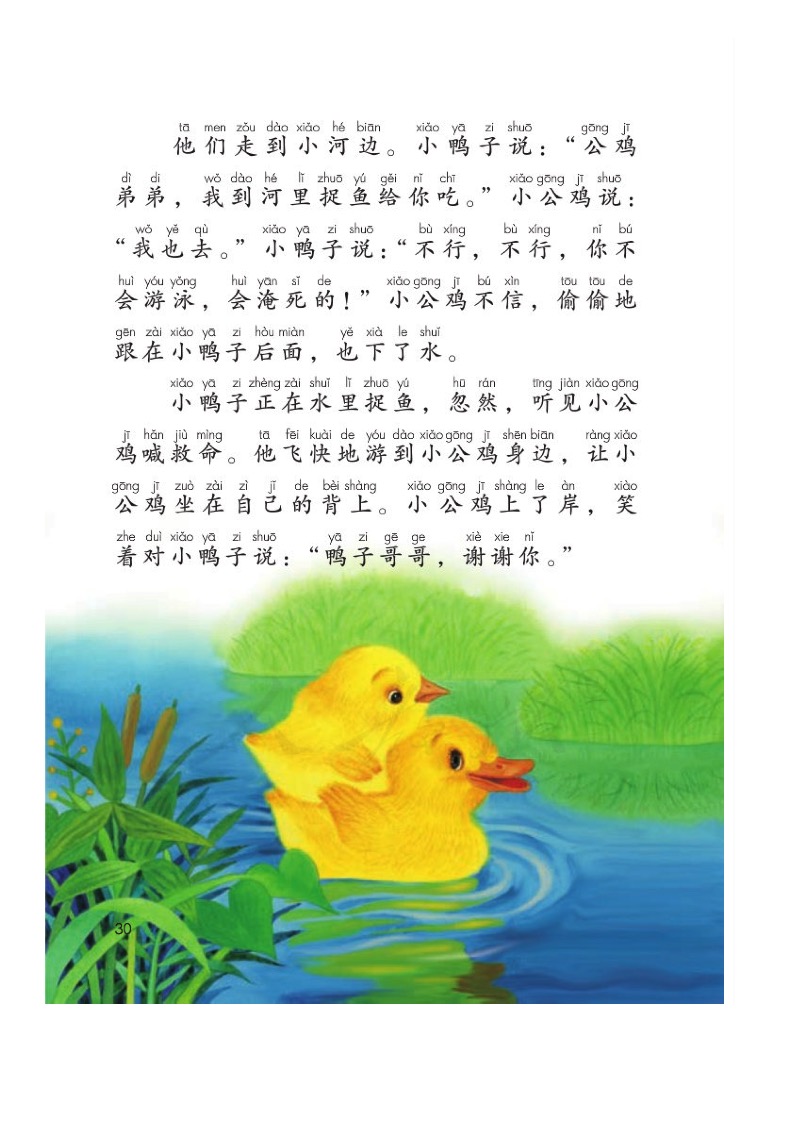 tā men zǒu dào xiǎo hé biān xiǎo yā zi shuō gōng jī
他们走到小河边。小鸭子说：“公鸡
dì di wǒ dào hé lǐ zhuō yú gěi nǐ chī xiǎo gōng jī shuō
弟弟，我到河里捉鱼给你吃。”小公鸡说：
wǒ yě qù xiǎo yā zi shuō bù xíng bù xíng nǐ bú
“我也去。”小鸭子说：“不行，不行，你不
huì yóu yǒng huì yān sǐ de xiǎo gōng jī bú xìn tōu tōu de
会游泳，会淹死的！”小公鸡不信，偷偷地
gēn zài xiǎo yā zi hòu miàn yě xià le shuǐ
跟在小鸭子后面，也下了水。
xiǎo yā zi zhèng zài shuǐ lǐ zhuō yú hū rán tīng jiàn xiǎo gōng
小鸭子正在水里捉鱼，忽然，听见小公
jī hǎn jiù mìng tā fēi kuài de yóu dào xiǎo gōng jī shēn biān ràng xiǎo
鸡喊救命。他飞快地游到小公鸡身边，让小
gōng jī zuò zài zì jǐ de bèi shàng xiǎo gōng jī shàng le àn xiào
公鸡坐在自己的背上。小公鸡上了岸，笑
zhe duì xiǎo yā zi shuō yā zi gē ge xiè xie nǐ
着对小鸭子说：“鸭子哥哥，谢谢你。”
30